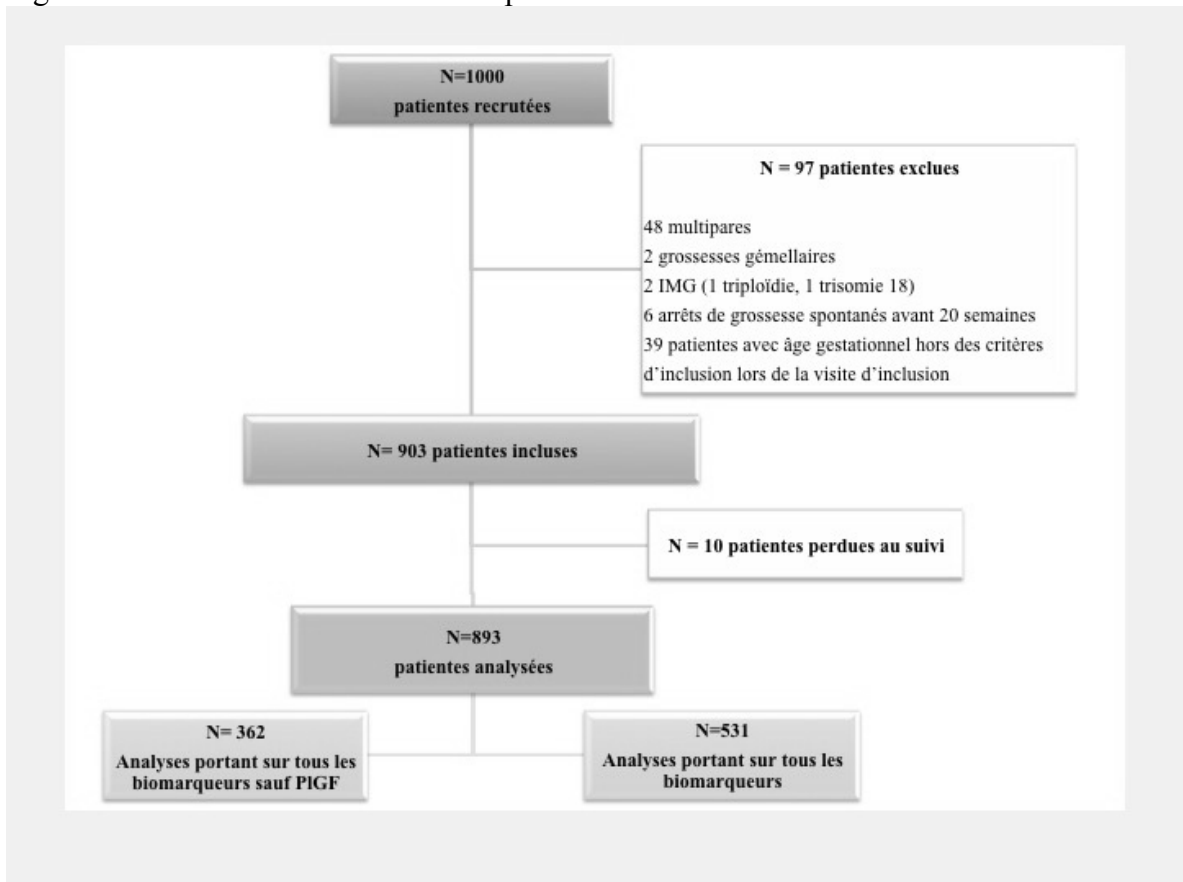 N=1000
patientes recrutées
N = 97 patientes exclues
48 multipares
2 grossesses gémellaires
2 IMG (1 triploïdie, 1 trisomie 18)
6 arrêts de grossesse spontanés avant 20 semaines
39 patientes avec âge gestationnel hors des critères
d'inclusion lors de la visite d'inclusion
N= 903 patientes incluses
N = 10 patientes perdues au suivi
N=893
patientes analysées
N= 362
Analyses portant sur tous les
biomarqueurs sauf PlGF
N=531
Analyses portant sur tous les
biomarqueurs